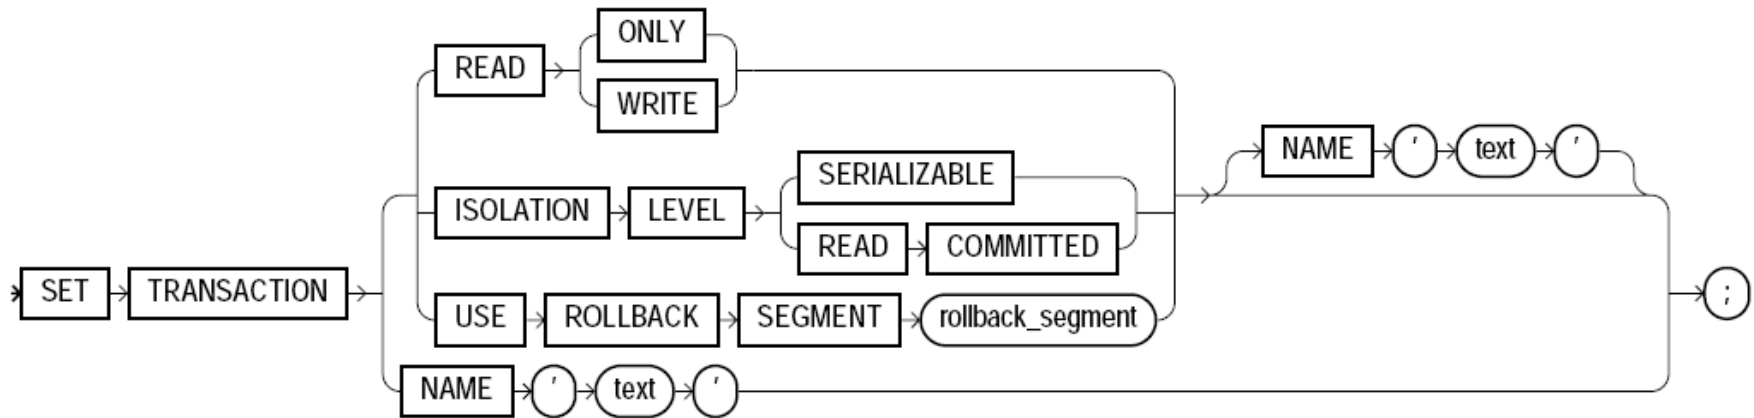 ONLY
READ
WRITE
NAME ' text '
SERIALIZABLE
ISOLATION LEVEL
READ COMMITTED
SET TRANSACTION
;
USE ROLLBACK SEGMENT rollback_segment
NAME ' text '